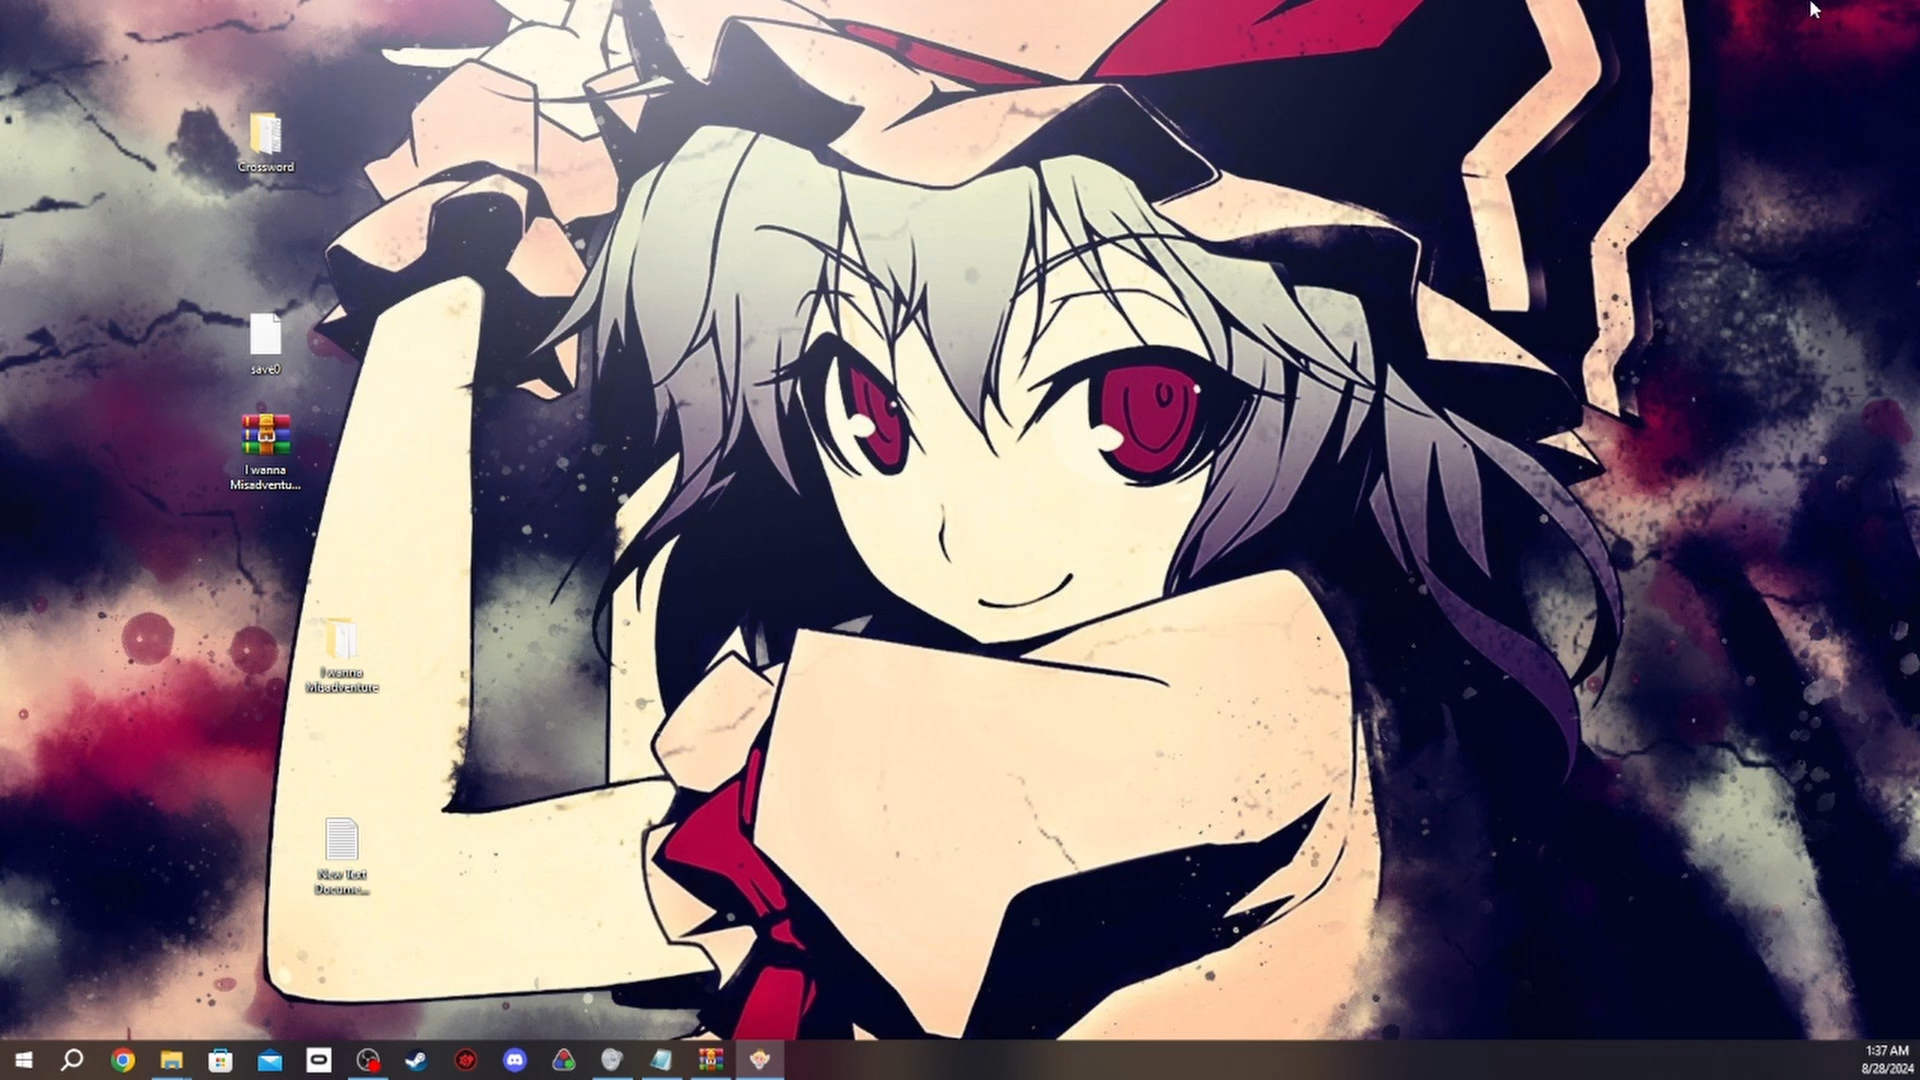 Crossword
save0
I wanna
Misadventu...
I wanna
Misadventure
New Text
Docume...
1:37 AM
8/28/2024